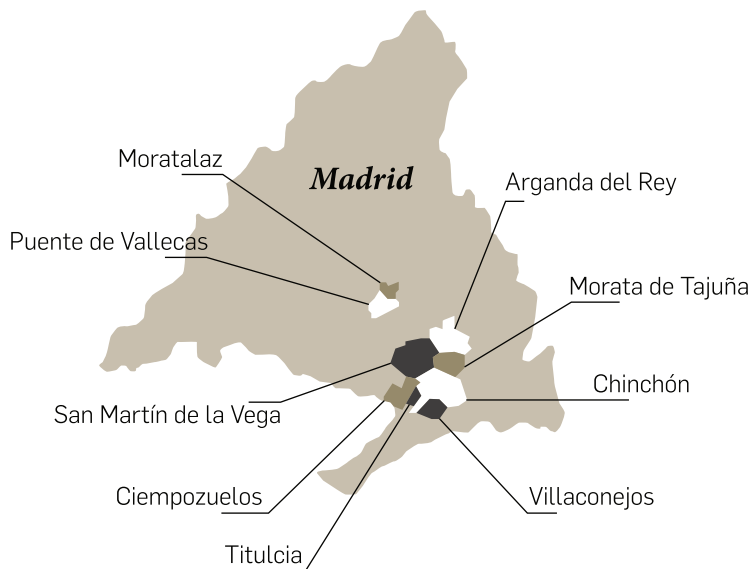 Moratalaz
Madrid
Arganda del Rey
Puente de Vallecas
Morata de Tajuña
Chinchón
San Martín de la Vega
Ciempozuelos
Villaconejos
Titulcia